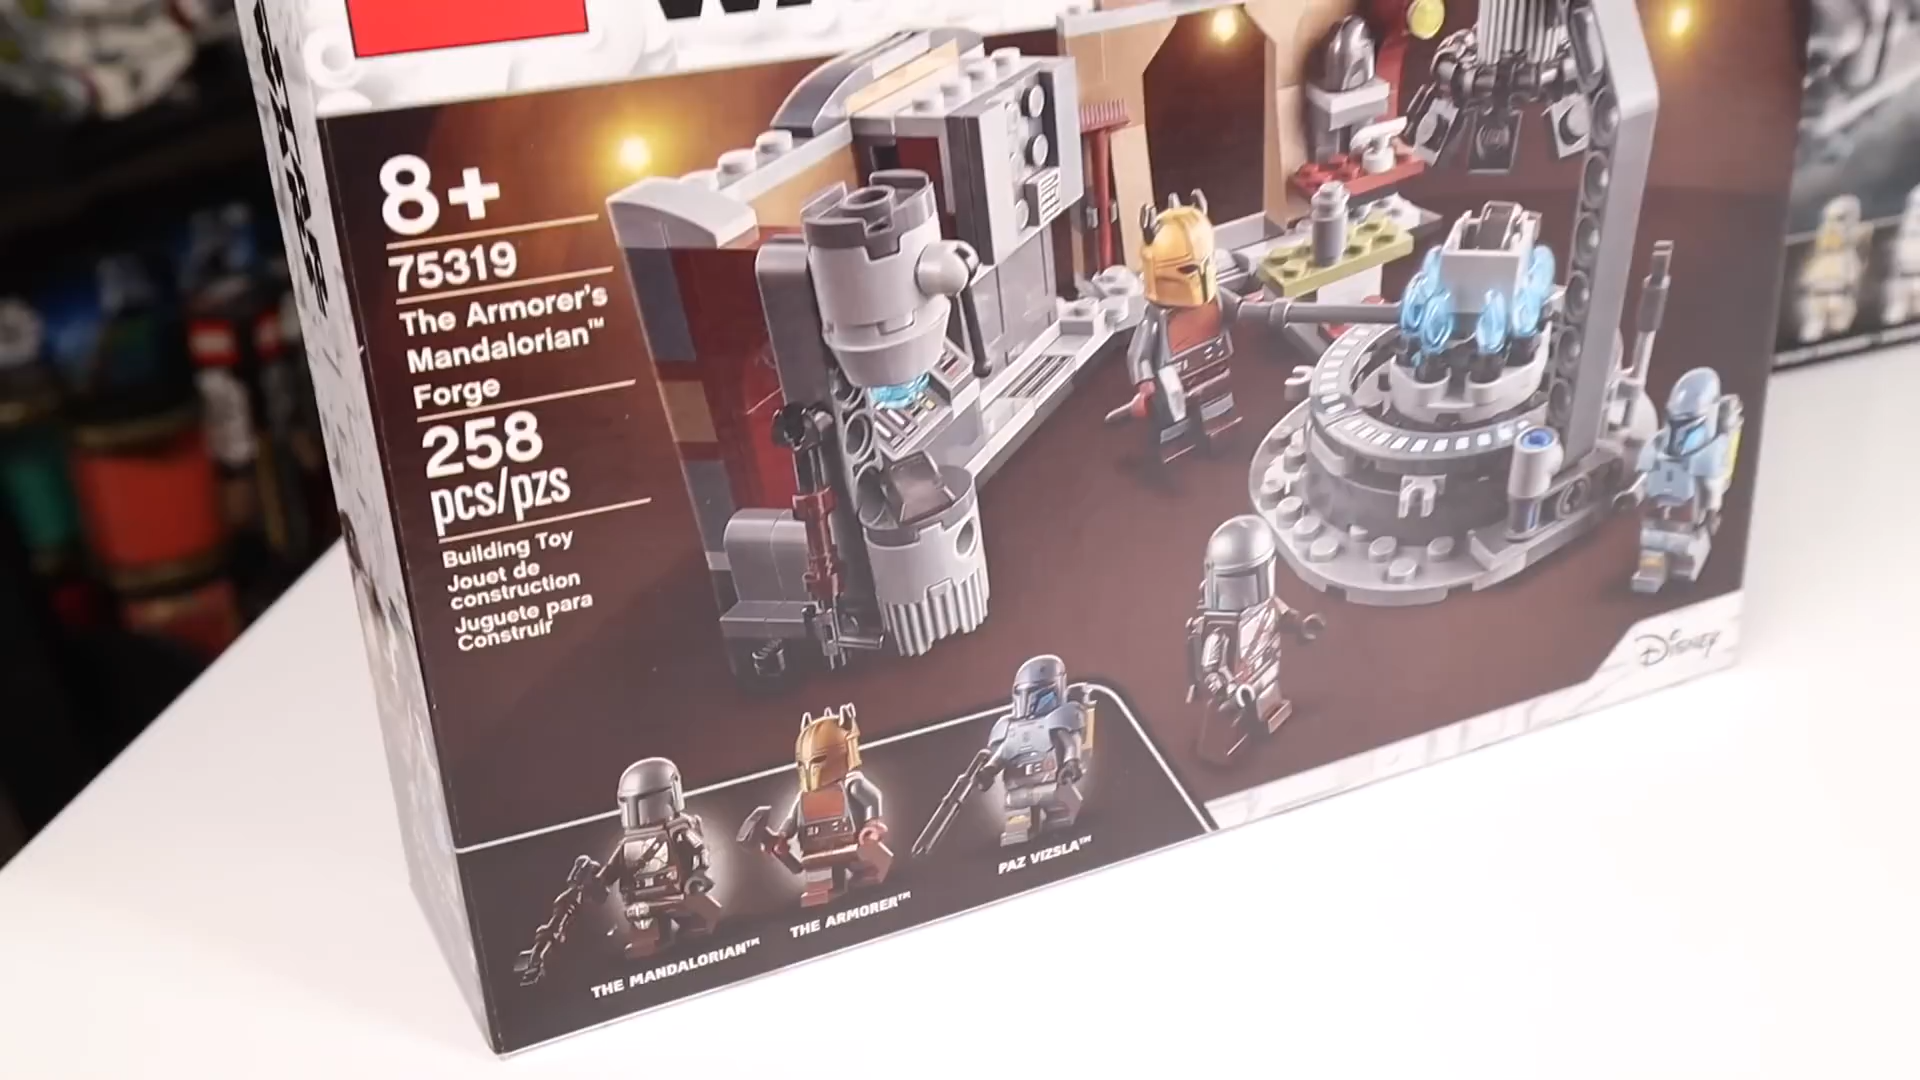 8+
75319
The Armorer's
Mandalorian™
Forge
258
pcs/pzs
Building Toy
Jouet de
construction
Juguete para
Construir
Disney
THE MANDALORIAN™
THE ARMORER™
PAZ VIZSLA™